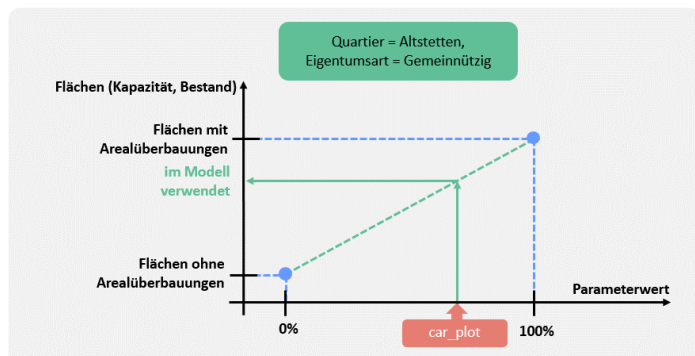 Quartier = Altstetten,
Eigentumsart = Gemeinnützig
Flächen (Kapazität, Bestand)
Flächen mit
Arealüberbauungen
im Modell
verwendet
Flächen ohne
Arealüberbauungen
Parameterwert
0%
car_plot
100%